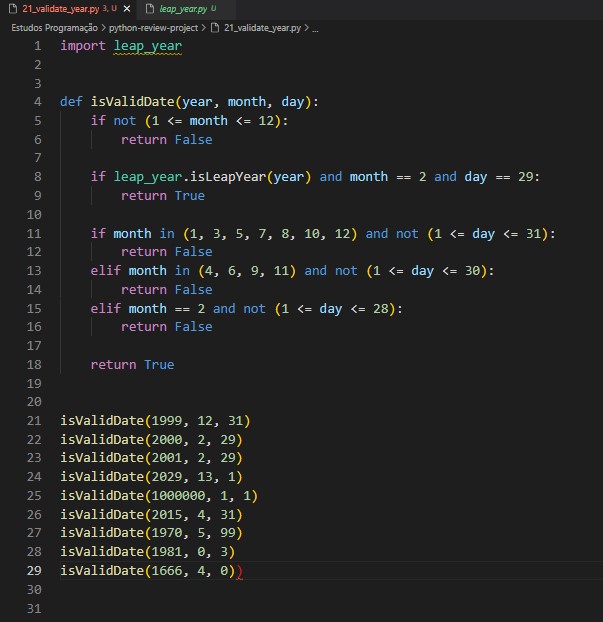 21_validate_year.py 3, U × leap_year.py U
Estudos Programação > python-review-project > 21_validate_year.py > ...
1 import leap_year
2
3
4 def isValidDate(year, month, day):
5     if not (1 <= month <= 12):
6         return False
7
8     if leap_year.isLeapYear(year) and month == 2 and day == 29:
9         return True
10
11     if month in (1, 3, 5, 7, 8, 10, 12) and not (1 <= day <= 31):
12         return False
13     elif month in (4, 6, 9, 11) and not (1 <= day <= 30):
14         return False
15     elif month == 2 and not (1 <= day <= 28):
16         return False
17
18     return True
19
20
21 isValidDate(1999, 12, 31)
22 isValidDate(2000, 2, 29)
23 isValidDate(2001, 2, 29)
24 isValidDate(2029, 13, 1)
25 isValidDate(1000000, 1, 1)
26 isValidDate(2015, 4, 31)
27 isValidDate(1970, 5, 99)
28 isValidDate(1981, 0, 3)
29 isValidDate(1666, 4, 0))
30
31